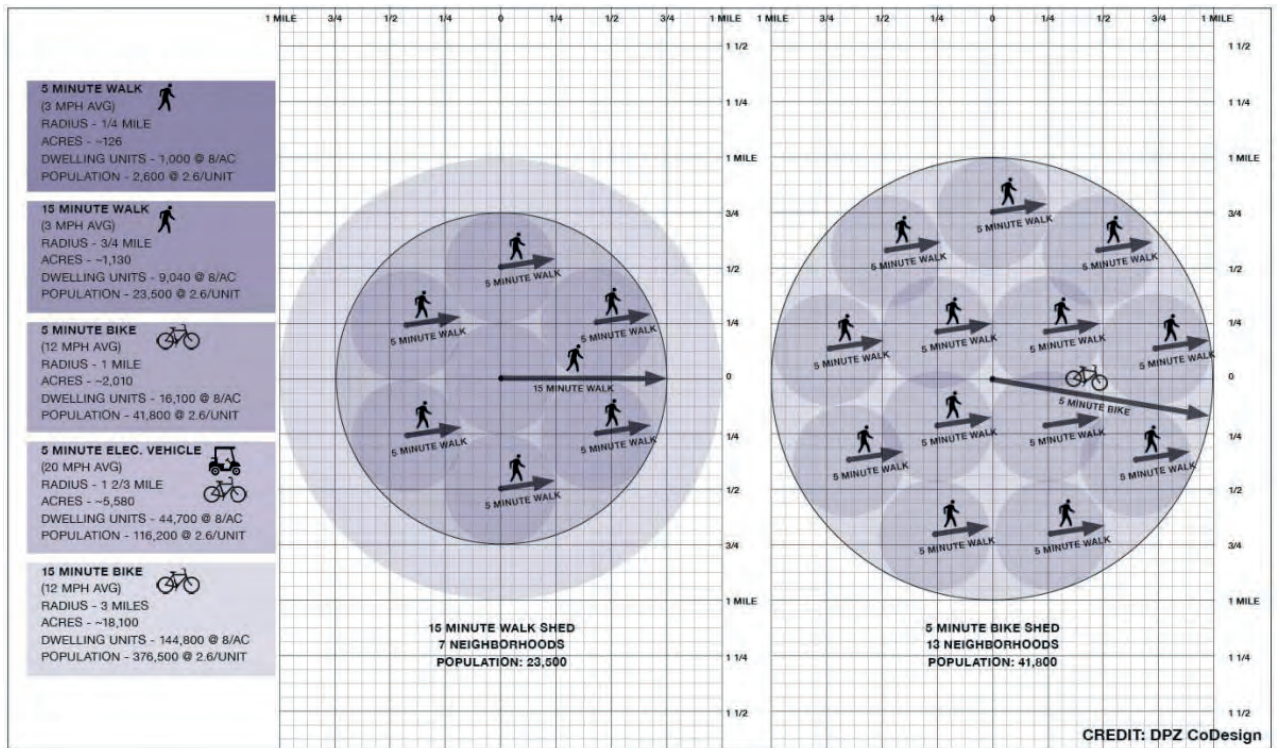 1 MILE 3/4 1/2 1/4 0 1/4 1/2 3/4 1 MILE 3/4 1/2 1/4 0 1/4 1/2 3/4 1 MILE
5 MINUTE WALK
(3 MPH AVG)
RADIUS - 1/4 MILE
ACRES - ~126
DWELLING UNITS - 1,000 @ 8/AC
POPULATION - 2,600 @ 2.6/UNIT
15 MINUTE WALK
(3 MPH AVG)
RADIUS - 3/4 MILE
ACRES - ~1,130
DWELLING UNITS - 9,040 @ 8/AC
POPULATION - 23,500 @ 2.6/UNIT
5 MINUTE BIKE
(12 MPH AVG)
RADIUS - 1 MILE
ACRES - ~2,010
DWELLING UNITS - 16,100 @ 8/AC
POPULATION - 41,800 @ 2.6/UNIT
5 MINUTE ELEC. VEHICLE
(20 MPH AVG)
RADIUS - 1 2/3 MILE
ACRES - ~5,580
DWELLING UNITS - 44,700 @ 8/AC
POPULATION - 116,200 @ 2.6/UNIT
15 MINUTE BIKE
(12 MPH AVG)
RADIUS - 3 MILES
ACRES - ~18,100
DWELLING UNITS - 144,800 @ 8/AC
POPULATION - 376,500 @ 2.6/UNIT
5 MINUTE WALK
5 MINUTE WALK
5 MINUTE WALK
15 MINUTE WALK
5 MINUTE WALK
5 MINUTE WALK
5 MINUTE WALK
15 MINUTE WALK SHED
7 NEIGHBORHOODS
POPULATION: 23,500
1 1/2
1 1/4
1 MILE
3/4
1/2
1/4
0
1/4
1/2
3/4
1 MILE
1 1/4
1 1/2
5 MINUTE WALK
5 MINUTE WALK
5 MINUTE WALK
5 MINUTE WALK
5 MINUTE WALK
5 MINUTE WALK
5 MINUTE WALK
5 MINUTE BIKE
5 MINUTE WALK
5 MINUTE WALK
5 MINUTE WALK
5 MINUTE WALK
5 MINUTE WALK
5 MINUTE WALK
5 MINUTE BIKE SHED
13 NEIGHBORHOODS
POPULATION: 41,800
1 1/2
1 1/4
1 MILE
3/4
1/2
1/4
0
1/4
1/2
3/4
1 MILE
1 1/4
1 1/2
CREDIT: DPZ CoDesign